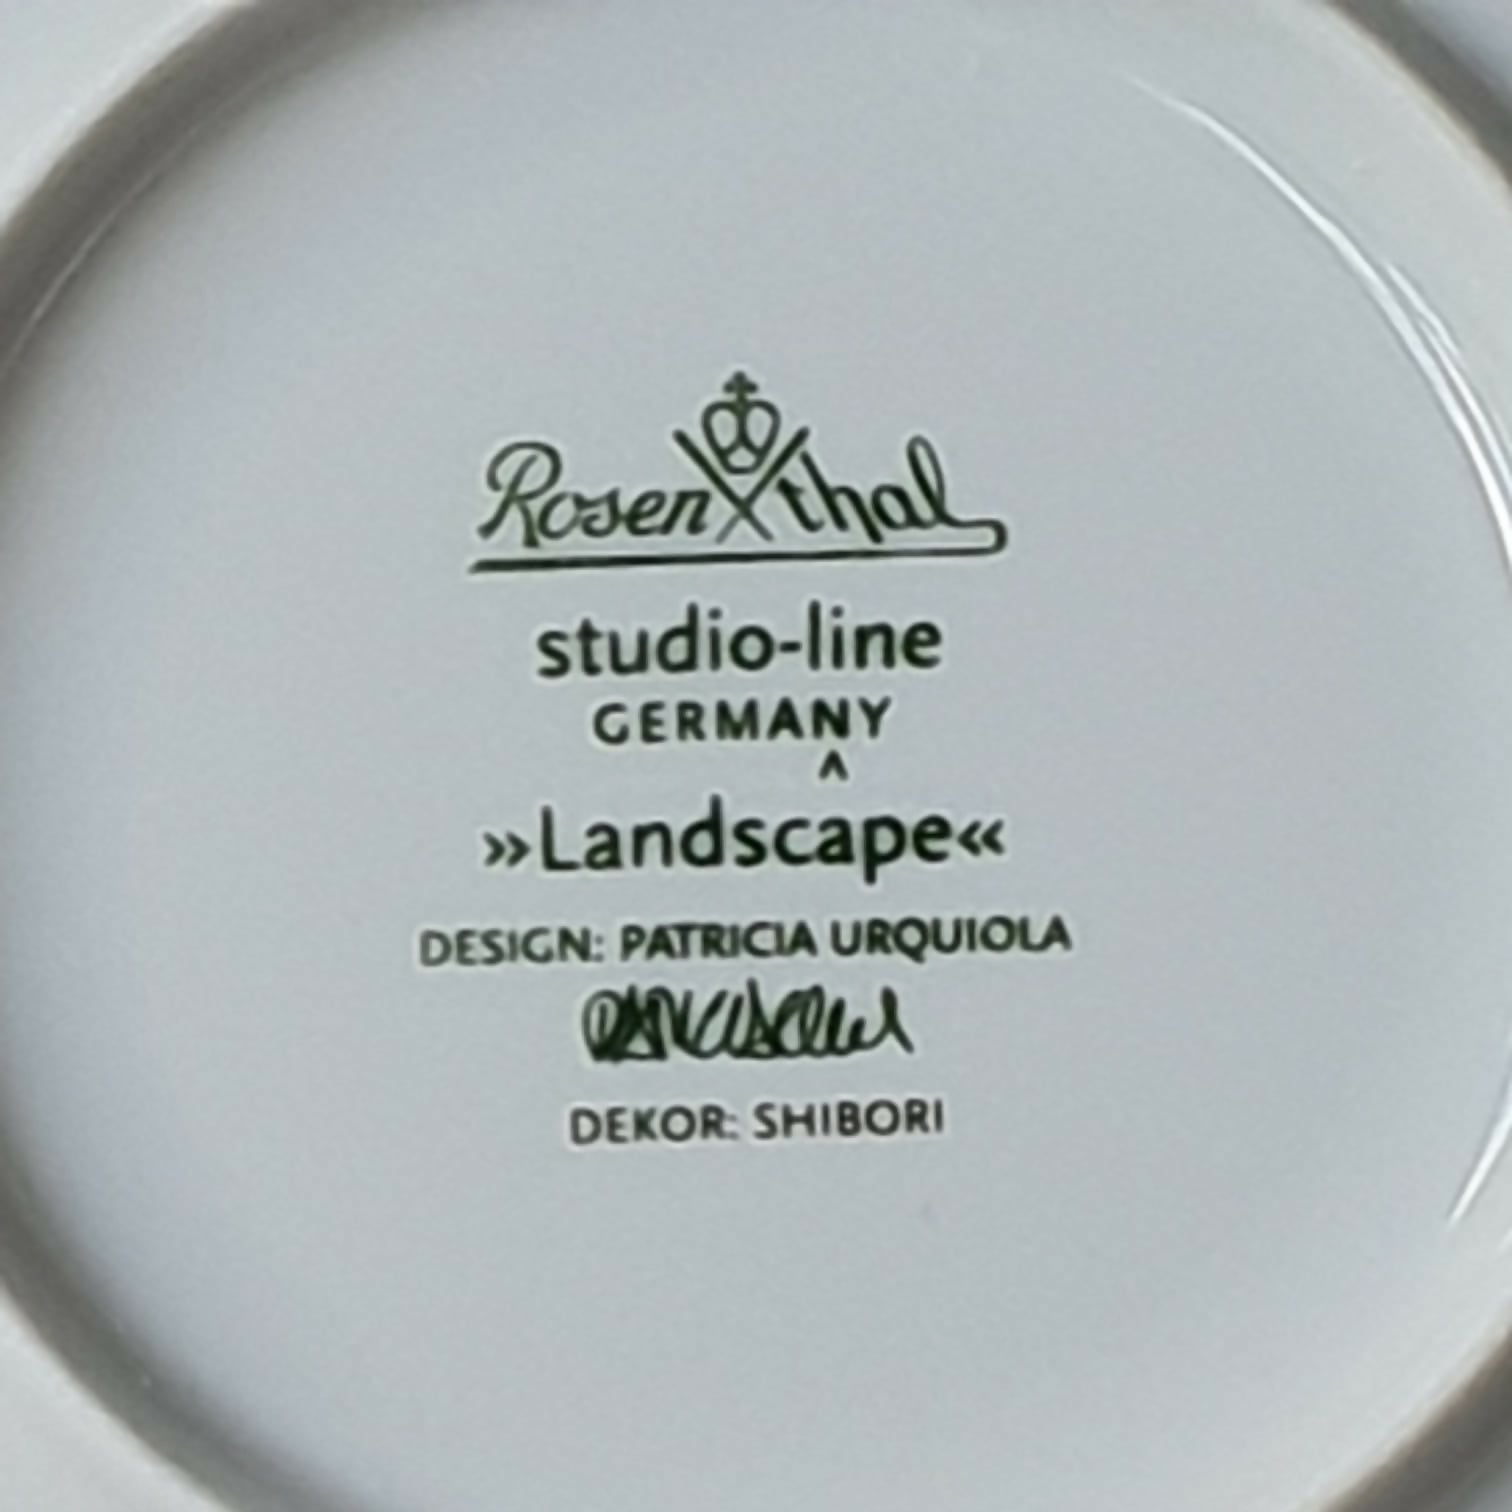 Rosenthal
studio-line
GERMANY
^
»Landscape«
DESIGN: PATRICIA URQUIOLA
DEKOR: SHIBORI